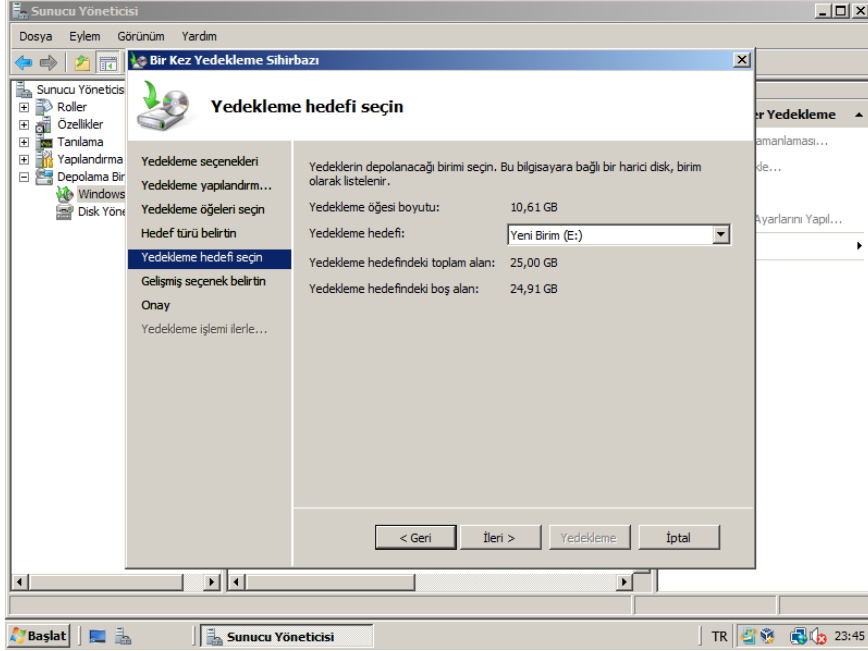 Sunucu Yöneticisi
Dosya Eylem Görünüm Yardım
Sunucu Yöneticis
Roller
Özellikler
Tanılama
Yapılandırma
Depolama Bir
Windows
Disk Yöne
Bir Kez Yedekleme Sihirbazı
Yedekleme hedefi seçin
Yedekleme seçenekleri
Yedekleme yapılandırm...
Yedekleme öğeleri seçin
Hedef türü belirtin
Yedekleme hedefi seçin
Gelişmiş seçenek belirtin
Onay
Yedekleme işlemi ilerle...
Yedeklerin depolanacağı birimi seçin. Bu bilgisayara bağlı bir harici disk, birim
olarak listelenir.
Yedekleme öğesi boyutu: 10,61 GB
Yedekleme hedefi: Yeni Birim (E:)
Yedekleme hedefindeki toplam alan: 25,00 GB
Yedekleme hedefindeki boş alan: 24,91 GB
< Geri İleri > Yedekleme İptal
er Yedekleme
amanlaması...
kle...
Ayarlarını Yapıl...
Başlat Sunucu Yöneticisi TR 23:45